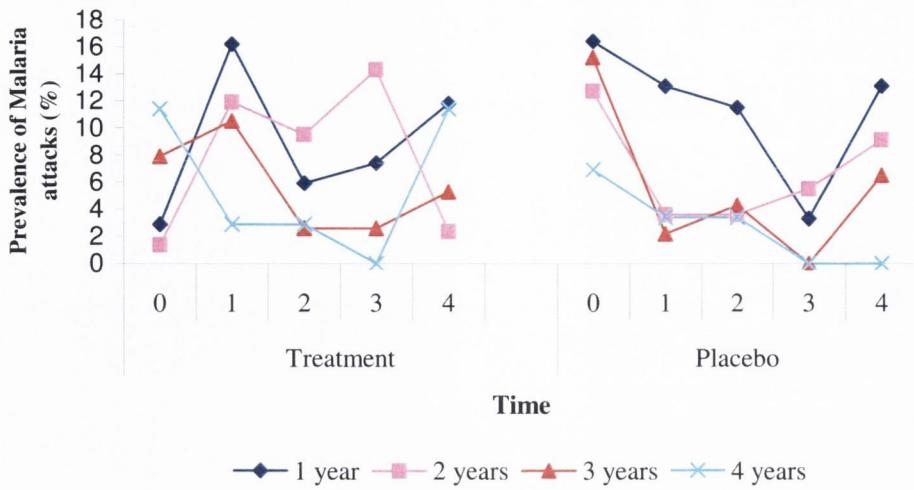 Prevalence of Malaria
attacks (%)
18
16
14
12
10
8
6
4
2
0
0 1 2 3 4 0 1 2 3 4
Treatment Placebo
Time
1 year 2 years 3 years 4 years